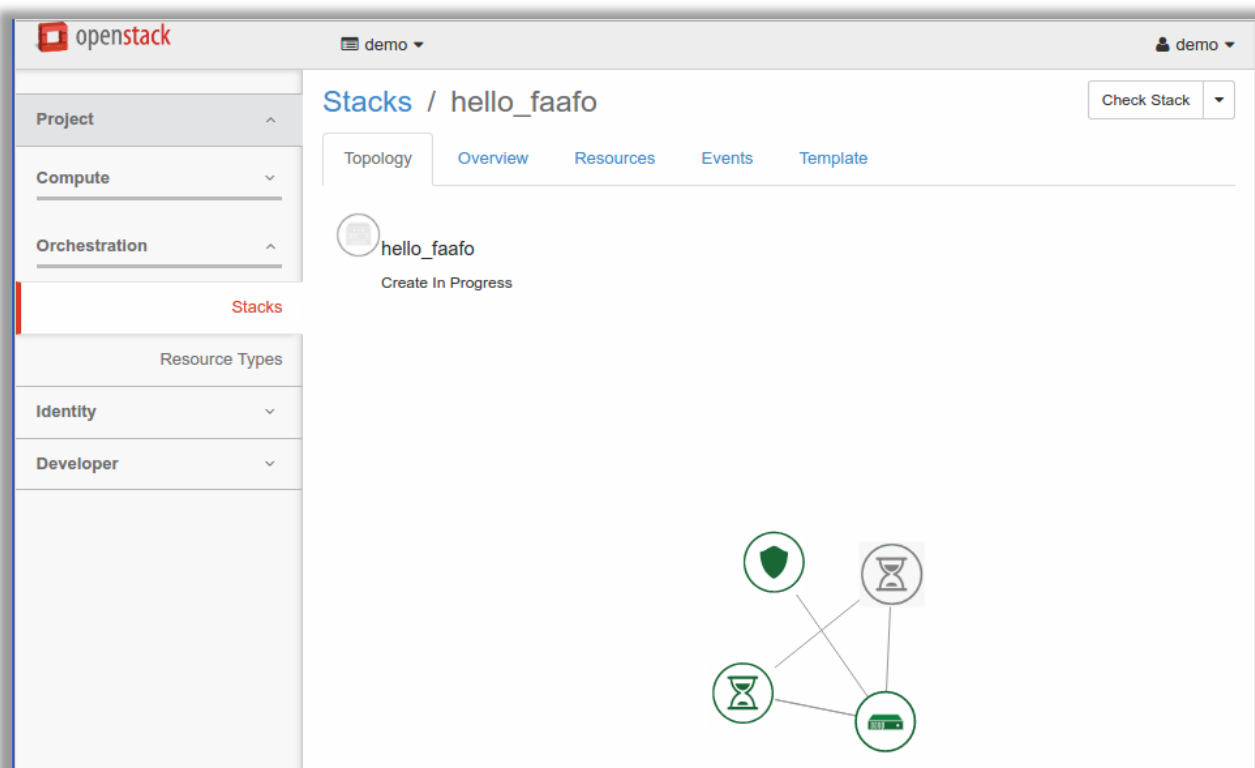 openstack
demo
demo
Project
Compute
Orchestration
Stacks
Resource Types
Identity
Developer
Stacks / hello_faafo
Check Stack
Topology Overview Resources Events Template
hello_faafo
Create In Progress